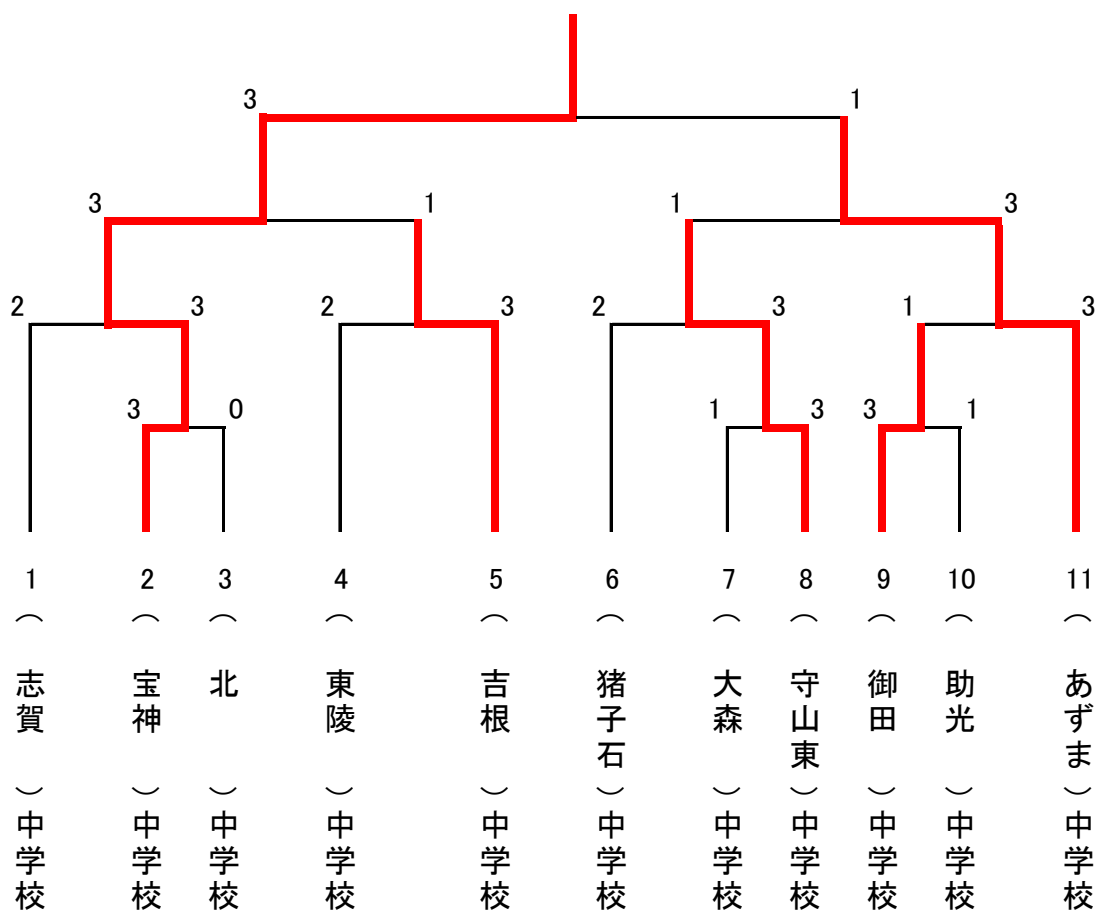 3 1
3 1 1 3
2 3 2 3 2 3 1 3
3 0 1 3 3 1
1 2 3 4 5 6 7 8 9 10 11
（志賀）中学校
（宝神）中学校
（北）中学校
（東陵）中学校
（吉根）中学校
（猪子石）中学校
（大森）中学校
（守山東）中学校
（御田）中学校
（助光）中学校
（あずま）中学校